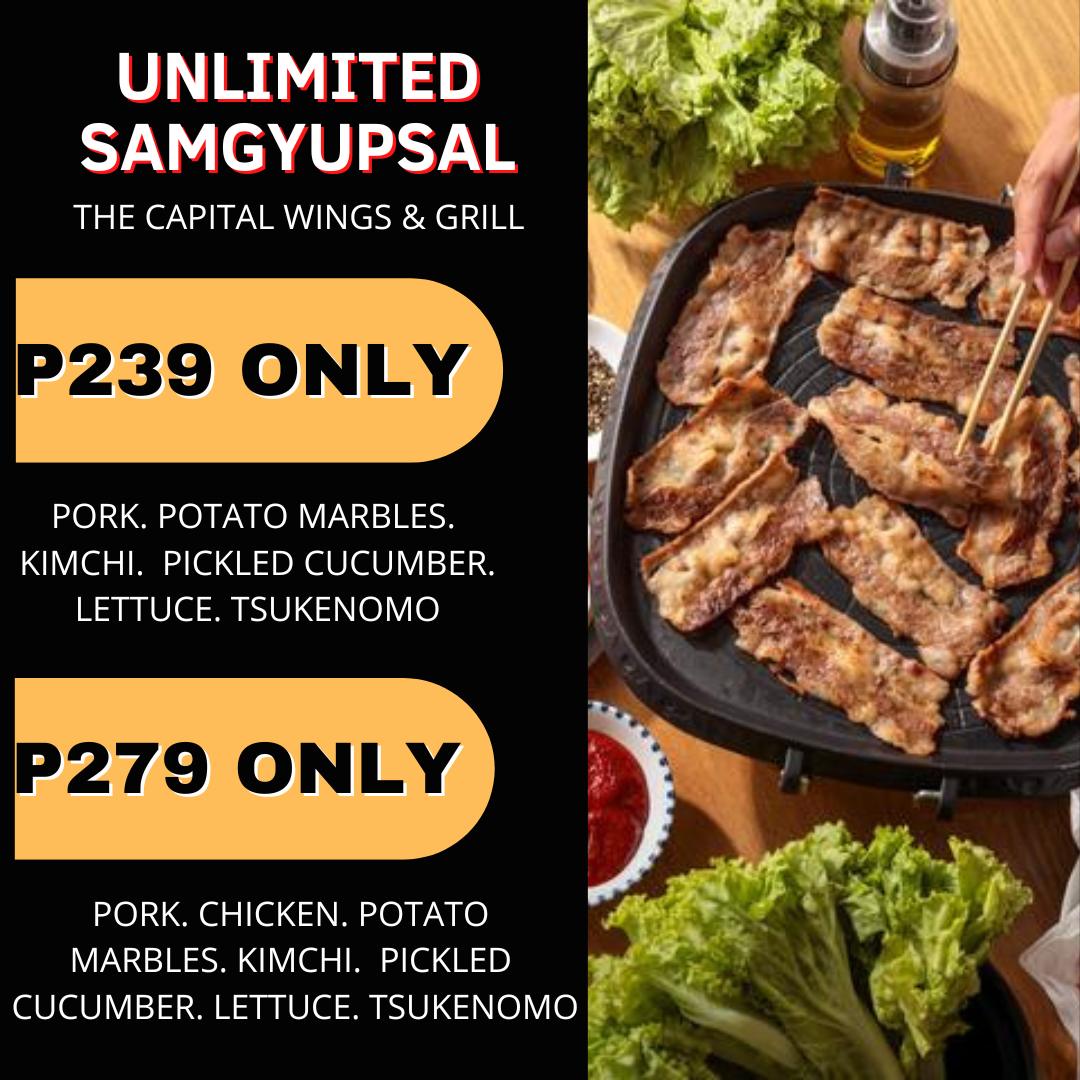 UNLIMITED
SAMGYUPSAL
THE CAPITAL WINGS & GRILL
P239 ONLY
PORK. POTATO MARBLES.
KIMCHI.  PICKLED CUCUMBER.
LETTUCE. TSUKENOMO
P279 ONLY
PORK. CHICKEN. POTATO
MARBLES. KIMCHI.  PICKLED
CUCUMBER. LETTUCE. TSUKENOMO